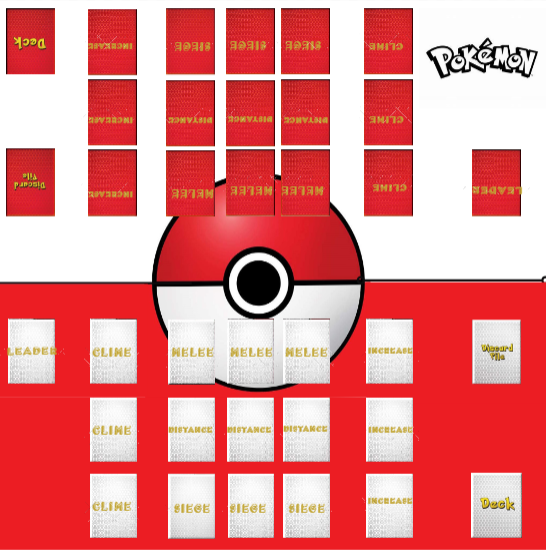 Deck INCREASE SIEGE SIEGE SIEGE CLIME POKéMON
INCREASE DISTANCE DISTANCE DISTANCE CLIME
Discard
Pile
INCREASE MELEE MELEE MELEE CLIME LEADER
LEADER CLIME MELEE MELEE MELEE INCREASE
Discard
Pile
CLIME DISTANCE DISTANCE DISTANCE INCREASE
CLIME SIEGE SIEGE SIEGE INCREASE Deck